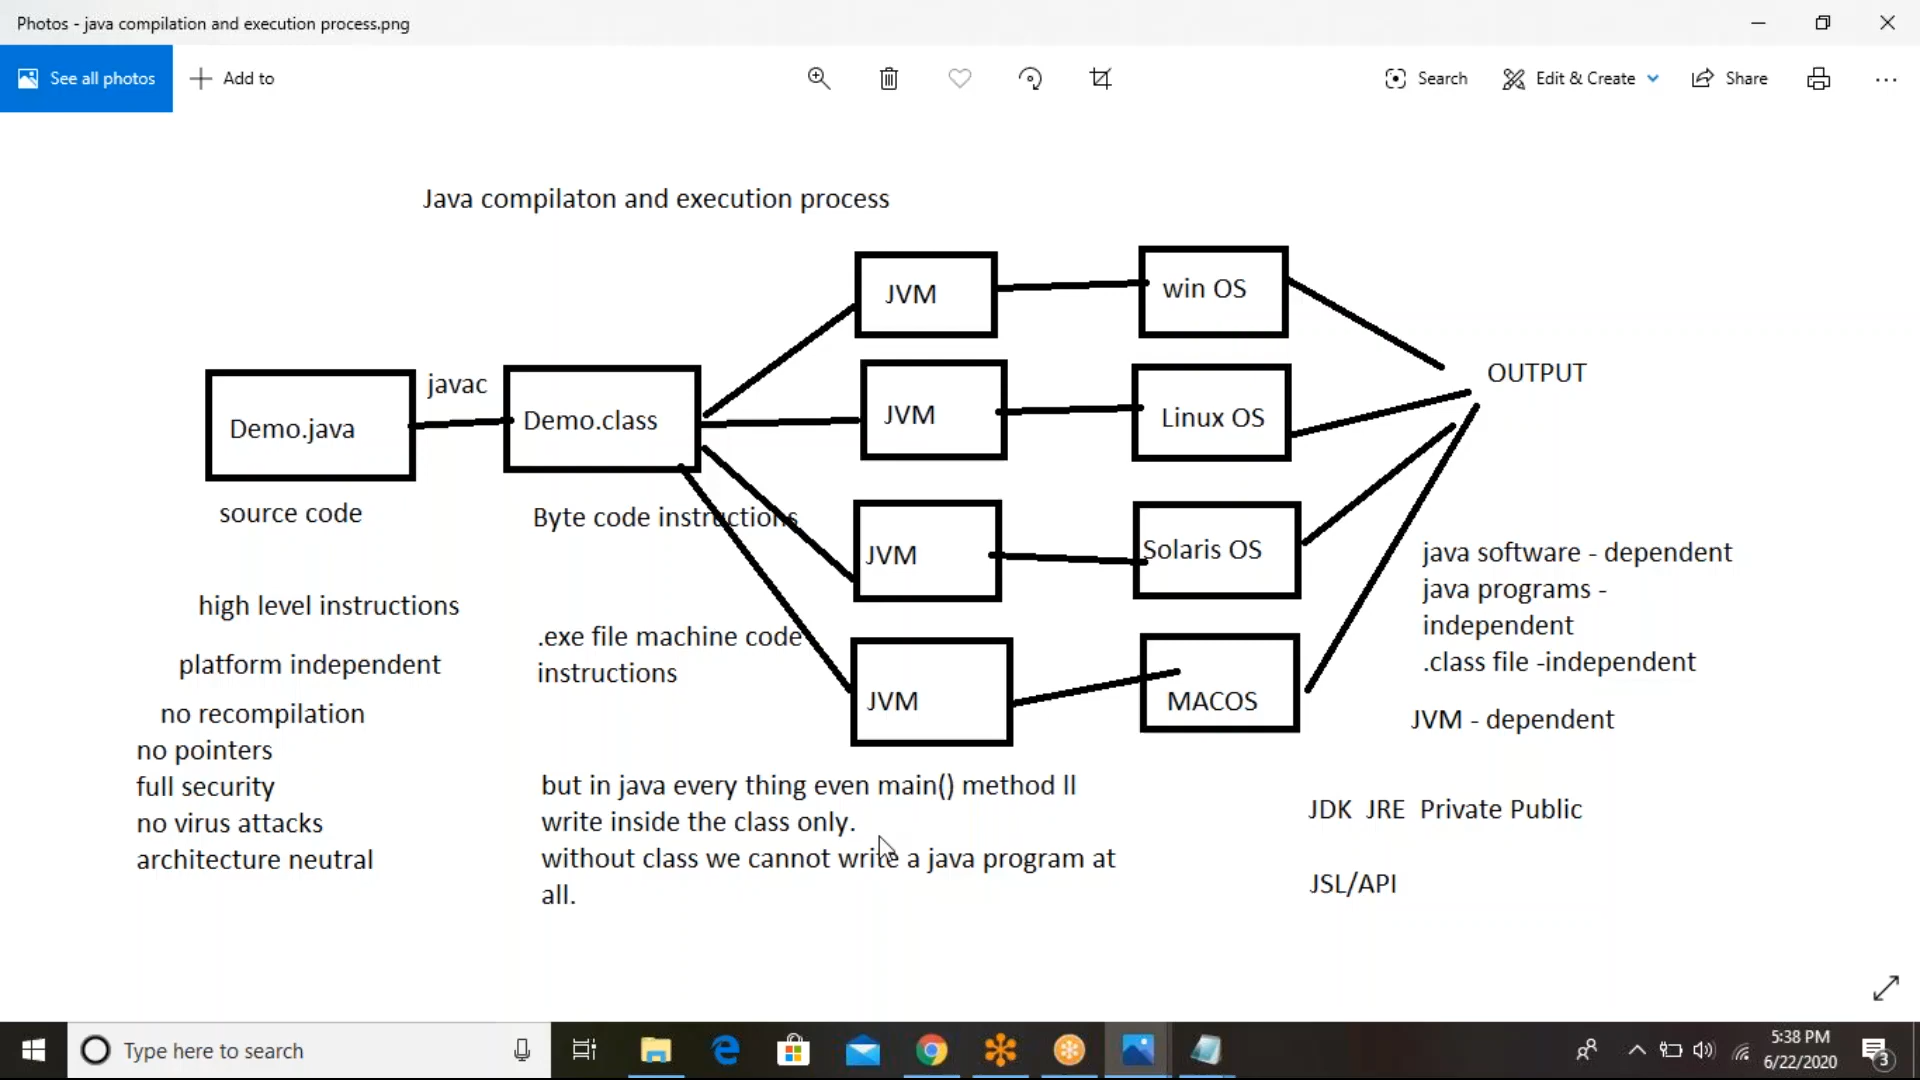 Photos - java compilation and execution process.png
See all photos
Add to
Search
Edit & Create
Share
Java compilaton and execution process
JVM
win OS
OUTPUT
javac
Demo.java
Demo.class
JVM
Linux OS
source code
Byte code instructions
JVM
Solaris OS
java software - dependent
java programs -
independent
.class file -independent
high level instructions
.exe file machine code
instructions
platform independent
JVM
MACOS
JVM - dependent
no recompilation
no pointers
full security
no virus attacks
architecture neutral
but in java every thing even main() method ll
write inside the class only.
without class we cannot write a java program at
all.
JDK JRE Private Public
JSL/API
Type here to search
5:38 PM
6/22/2020
3